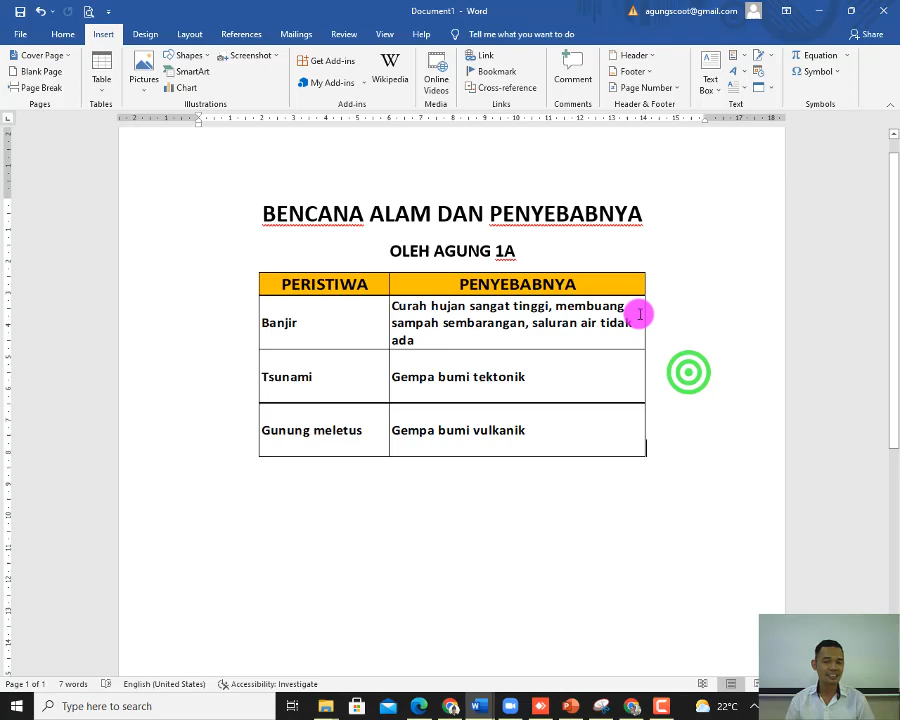 Document1 - Word
agungscoot@gmail.com
File Home Insert Design Layout References Mailings Review View Help Tell me what you want to do Share
Cover Page
Blank Page
Page Break
Pages
Table
Tables
Pictures
Shapes
SmartArt
Chart
Screenshot
Illustrations
Get Add-ins
My Add-ins
Wikipedia
Add-ins
Online Videos
Media
Link
Bookmark
Cross-reference
Links
Comment
Comments
Header
Footer
Page Number
Header & Footer
Text Box
Text
Equation
Symbol
Symbols
BENCANA ALAM DAN PENYEBABNYA
OLEH AGUNG 1A
PERISTIWA PENYEBABNYA
Banjir
Curah hujan sangat tinggi, membuang
sampah sembarangan, saluran air tidak
ada
Tsunami Gempa bumi tektonik
Gunung meletus Gempa bumi vulkanik
Page 1 of 1 7 words English (United States) Accessibility: Investigate
Type here to search
22°C